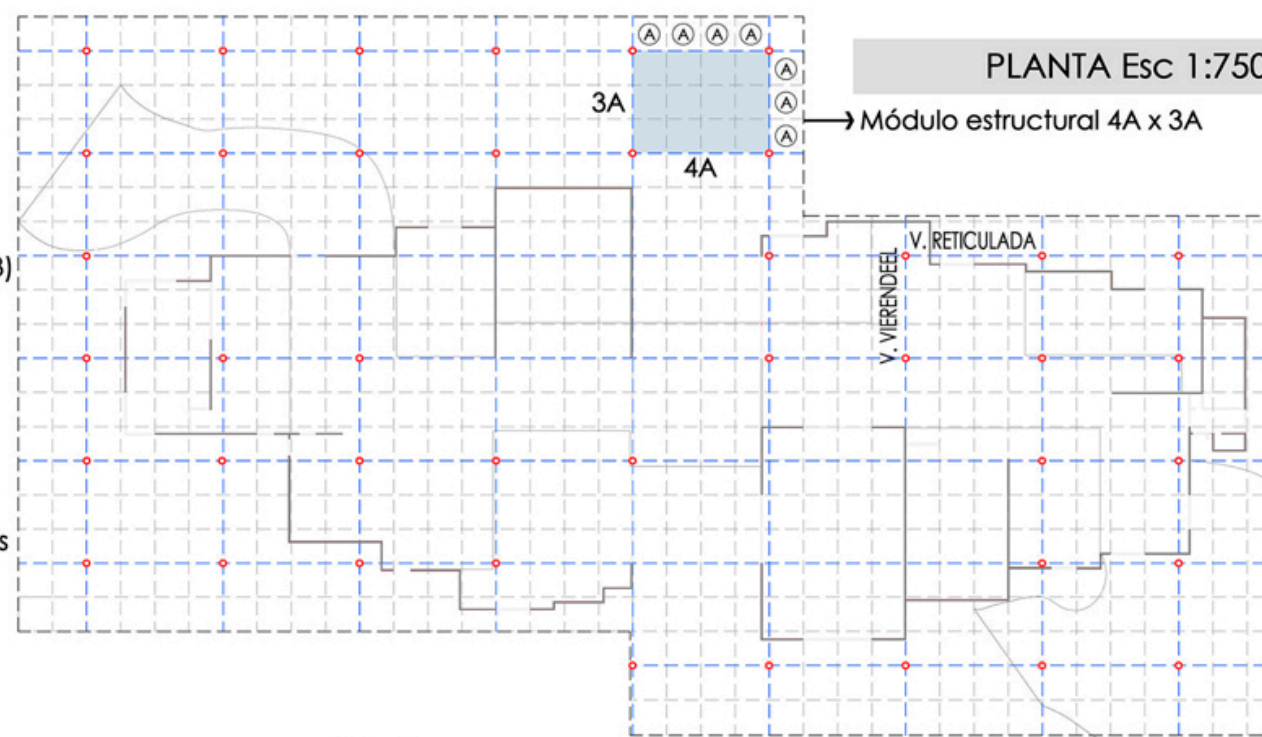 A A A A
PLANTA Esc 1:750
A
3A
A
Módulo estructural 4A x 3A
A
4A
V. RETICULADA
V. VIERENDEEL